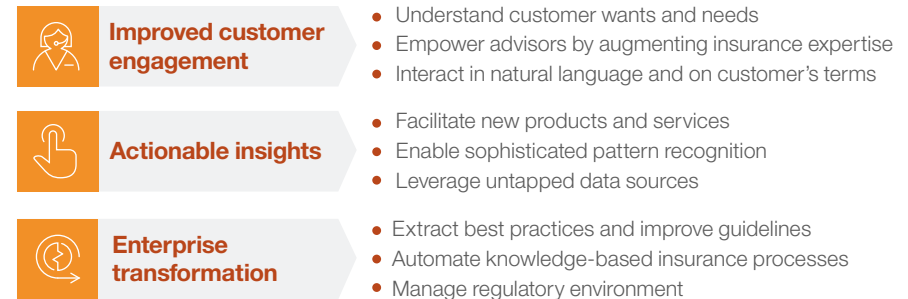 Improved customer
engagement
• Understand customer wants and needs
• Empower advisors by augmenting insurance expertise
• Interact in natural language and on customer's terms
Actionable insights
• Facilitate new products and services
• Enable sophisticated pattern recognition
• Leverage untapped data sources
Enterprise
transformation
• Extract best practices and improve guidelines
• Automate knowledge-based insurance processes
• Manage regulatory environment